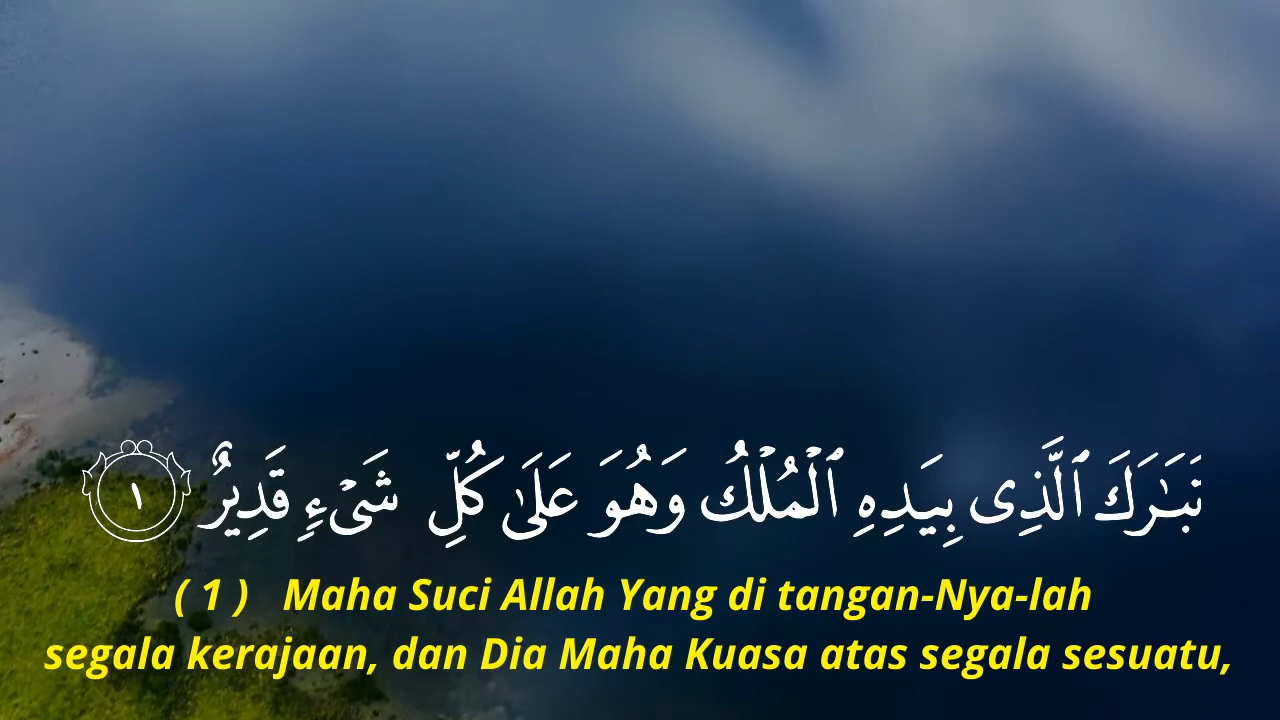 تَبَـٰرَكَ ٱلَّذِى بِيَدِهِ ٱلْمُلْكُ وَهُوَ عَلَىٰ كُلِّ شَىْءٍ قَدِيرٌ ١
( 1 ) Maha Suci Allah Yang di tangan-Nya-lah
segala kerajaan, dan Dia Maha Kuasa atas segala sesuatu,